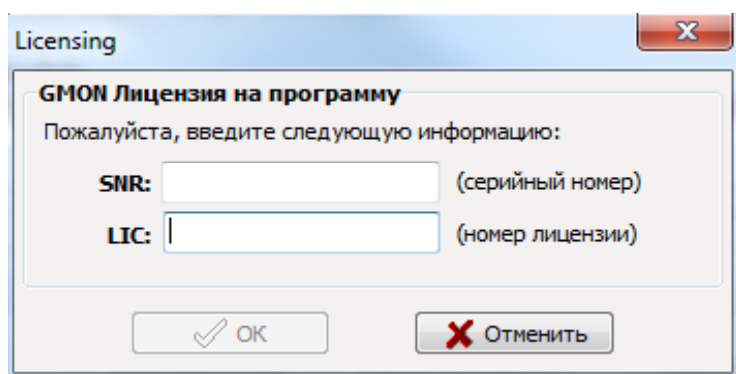 Licensing
GMON Лицензия на программу
Пожалуйста, введите следующую информацию:
SNR: (серийный номер)
LIC: (номер лицензии)
OK Отменить